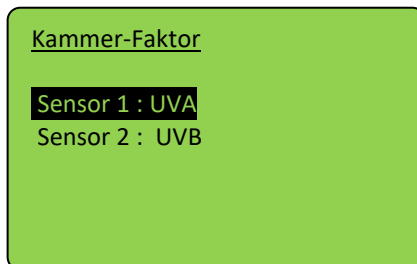 Kammer-Faktor
Sensor 1 : UVA
Sensor 2 : UVB